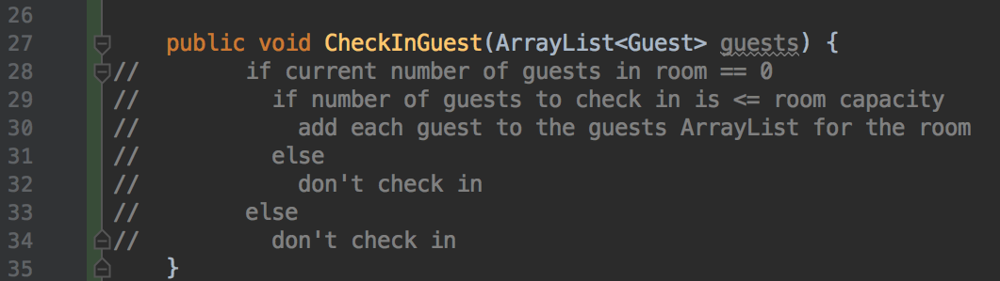 26
27 public void CheckInGuest(ArrayList<Guest> guests) {
28 // if current number of guests in room == 0
29 // if number of guests to check in is <= room capacity
30 // add each guest to the guests ArrayList for the room
31 // else
32 // don't check in
33 // else
34 // don't check in
35 }